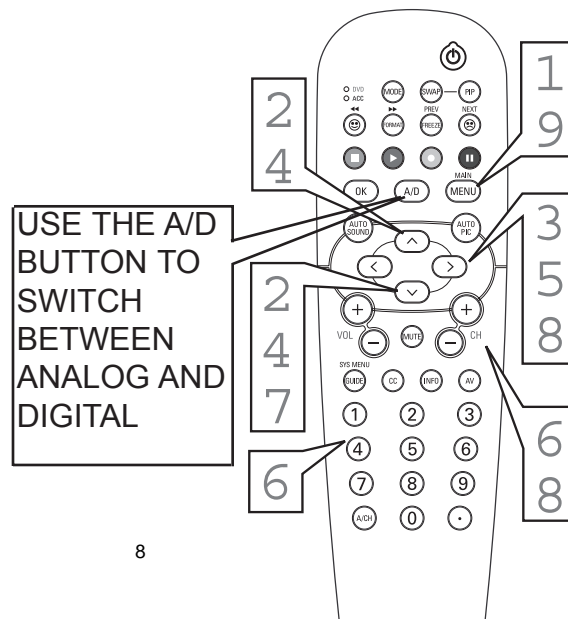 DVD
ACC
MODE
SWAP
PIP
PREV
NEXT
FORMAT
FREEZE
OK
A/D
MAIN
MENU
AUTO
SOUND
AUTO
PIC
VOL
MUTE
CH
SYS MENU
GUIDE
CC
INFO
AV
1
2
3
4
5
6
7
8
9
A/CH
0
.
2
4
1
9
3
5
8
2
4
7
6
8
6
USE THE A/D
BUTTON TO
SWITCH
BETWEEN
ANALOG AND
DIGITAL
8